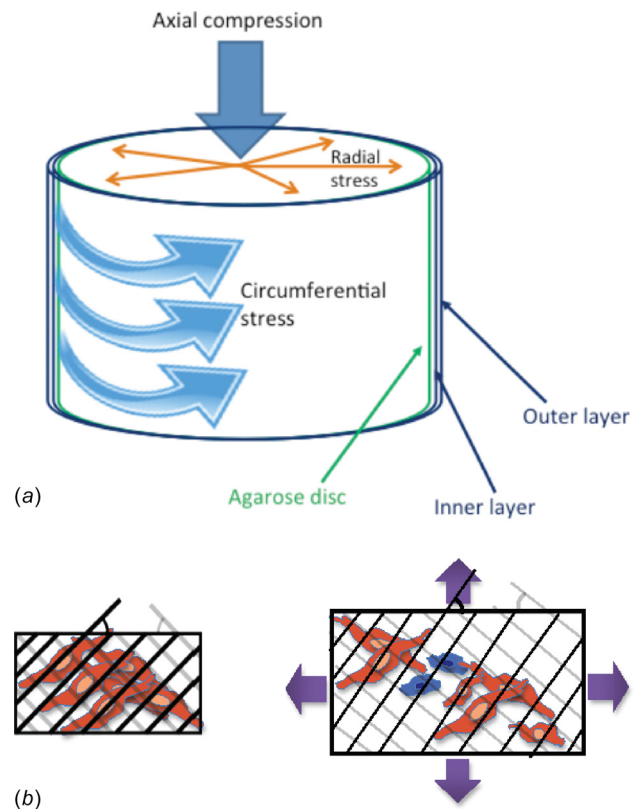 Axial compression
Radial
stress
Circumferential
stress
Outer layer
Inner layer
Agarose disc
(a)
(b)